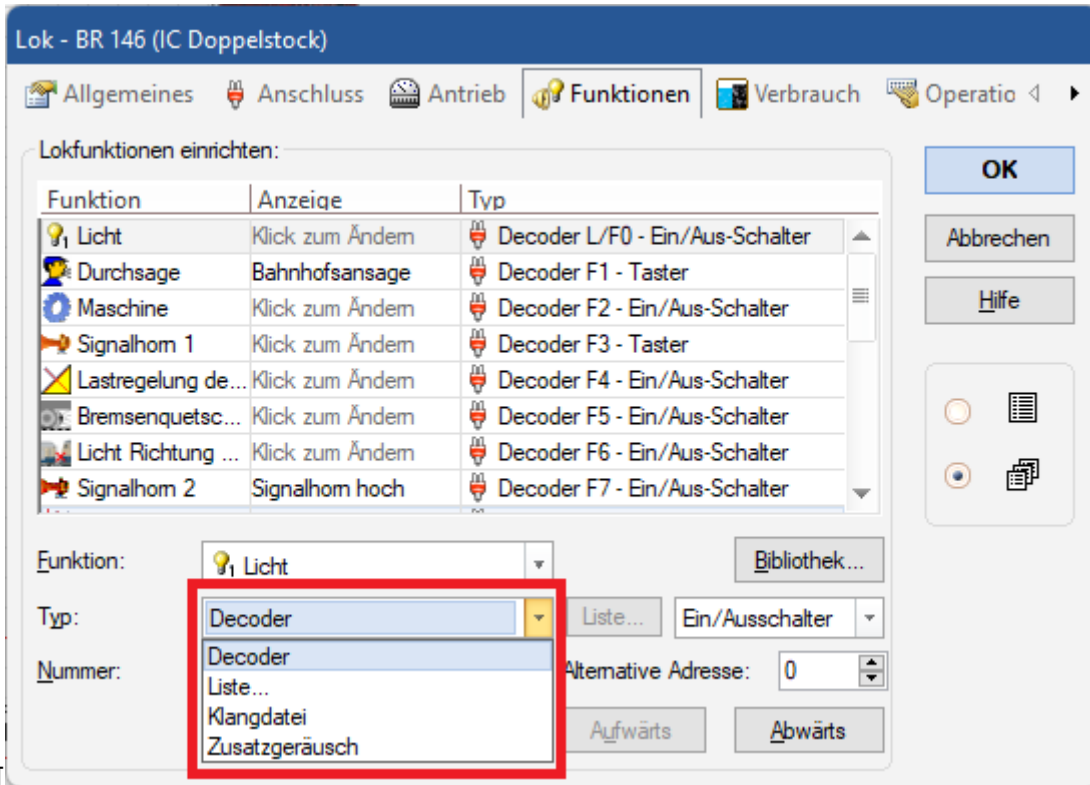 Lok - BR 146 (IC Doppelstock)
Allgemeines Anschluss Antrieb Funktionen Verbrauch Operatio
Lokfunktionen einrichten:
Funktion Anzeige Typ
Licht Klick zum Ändern Decoder L/F0 - Ein/Aus-Schalter
Durchsage Bahnhofsansage Decoder F1 - Taster
Maschine Klick zum Ändern Decoder F2 - Ein/Aus-Schalter
Signalhorn 1 Klick zum Ändern Decoder F3 - Taster
Lastregelung de... Klick zum Ändern Decoder F4 - Ein/Aus-Schalter
Bremsenquetsc... Klick zum Ändern Decoder F5 - Ein/Aus-Schalter
Licht Richtung ... Klick zum Ändern Decoder F6 - Ein/Aus-Schalter
Signalhorn 2 Signalhorn hoch Decoder F7 - Ein/Aus-Schalter
OK
Abbrechen
Hilfe
Funktion: 1 Licht Bibliothek...
Typ: Decoder Liste... Ein/Ausschalter
Decoder
Liste...
Klangdatei
Zusatzgeräusch
Nummer: Alternative Adresse: 0
Aufwärts Abwärts